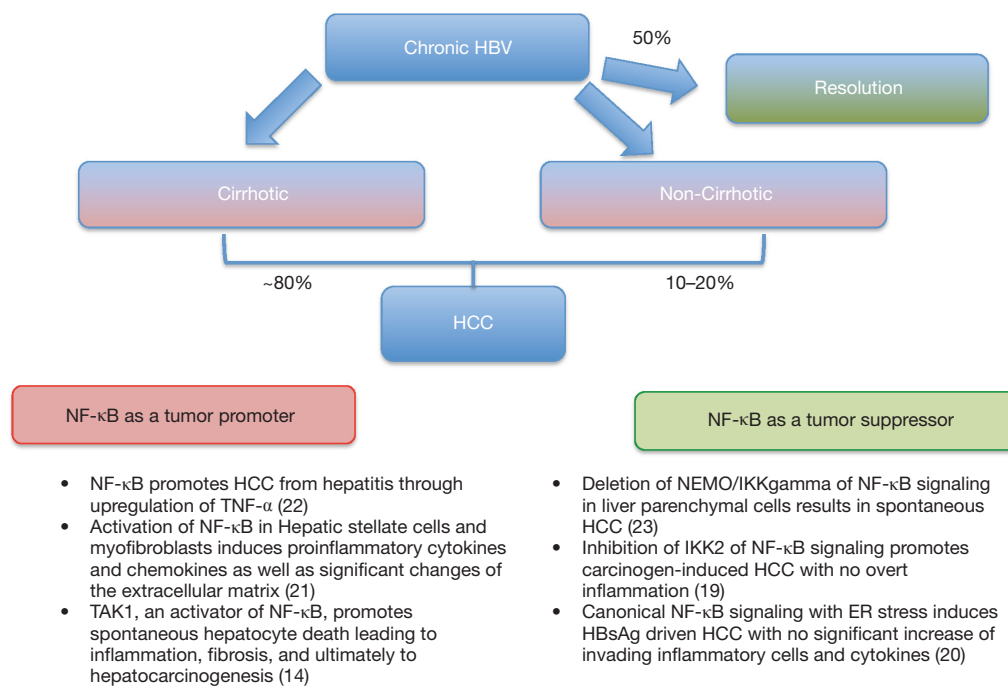 Chronic HBV
50%
Resolution
Cirrhotic
Non-Cirrhotic
~80%
10–20%
HCC
NF-κB as a tumor promoter
• NF-κB promotes HCC from hepatitis through
upregulation of TNF-α (22)
• Activation of NF-κB in Hepatic stellate cells and
myofibroblasts induces proinflammatory cytokines
and chemokines as well as significant changes of
the extracellular matrix (21)
• TAK1, an activator of NF-κB, promotes
spontaneous hepatocyte death leading to
inflammation, fibrosis, and ultimately to
hepatocarcinogenesis (14)
NF-κB as a tumor suppressor
• Deletion of NEMO/IKKgamma of NF-κB signaling
in liver parenchymal cells results in spontaneous
HCC (23)
• Inhibition of IKK2 of NF-κB signaling promotes
carcinogen-induced HCC with no overt
inflammation (19)
• Canonical NF-κB signaling with ER stress induces
HBsAg driven HCC with no significant increase of
invading inflammatory cells and cytokines (20)